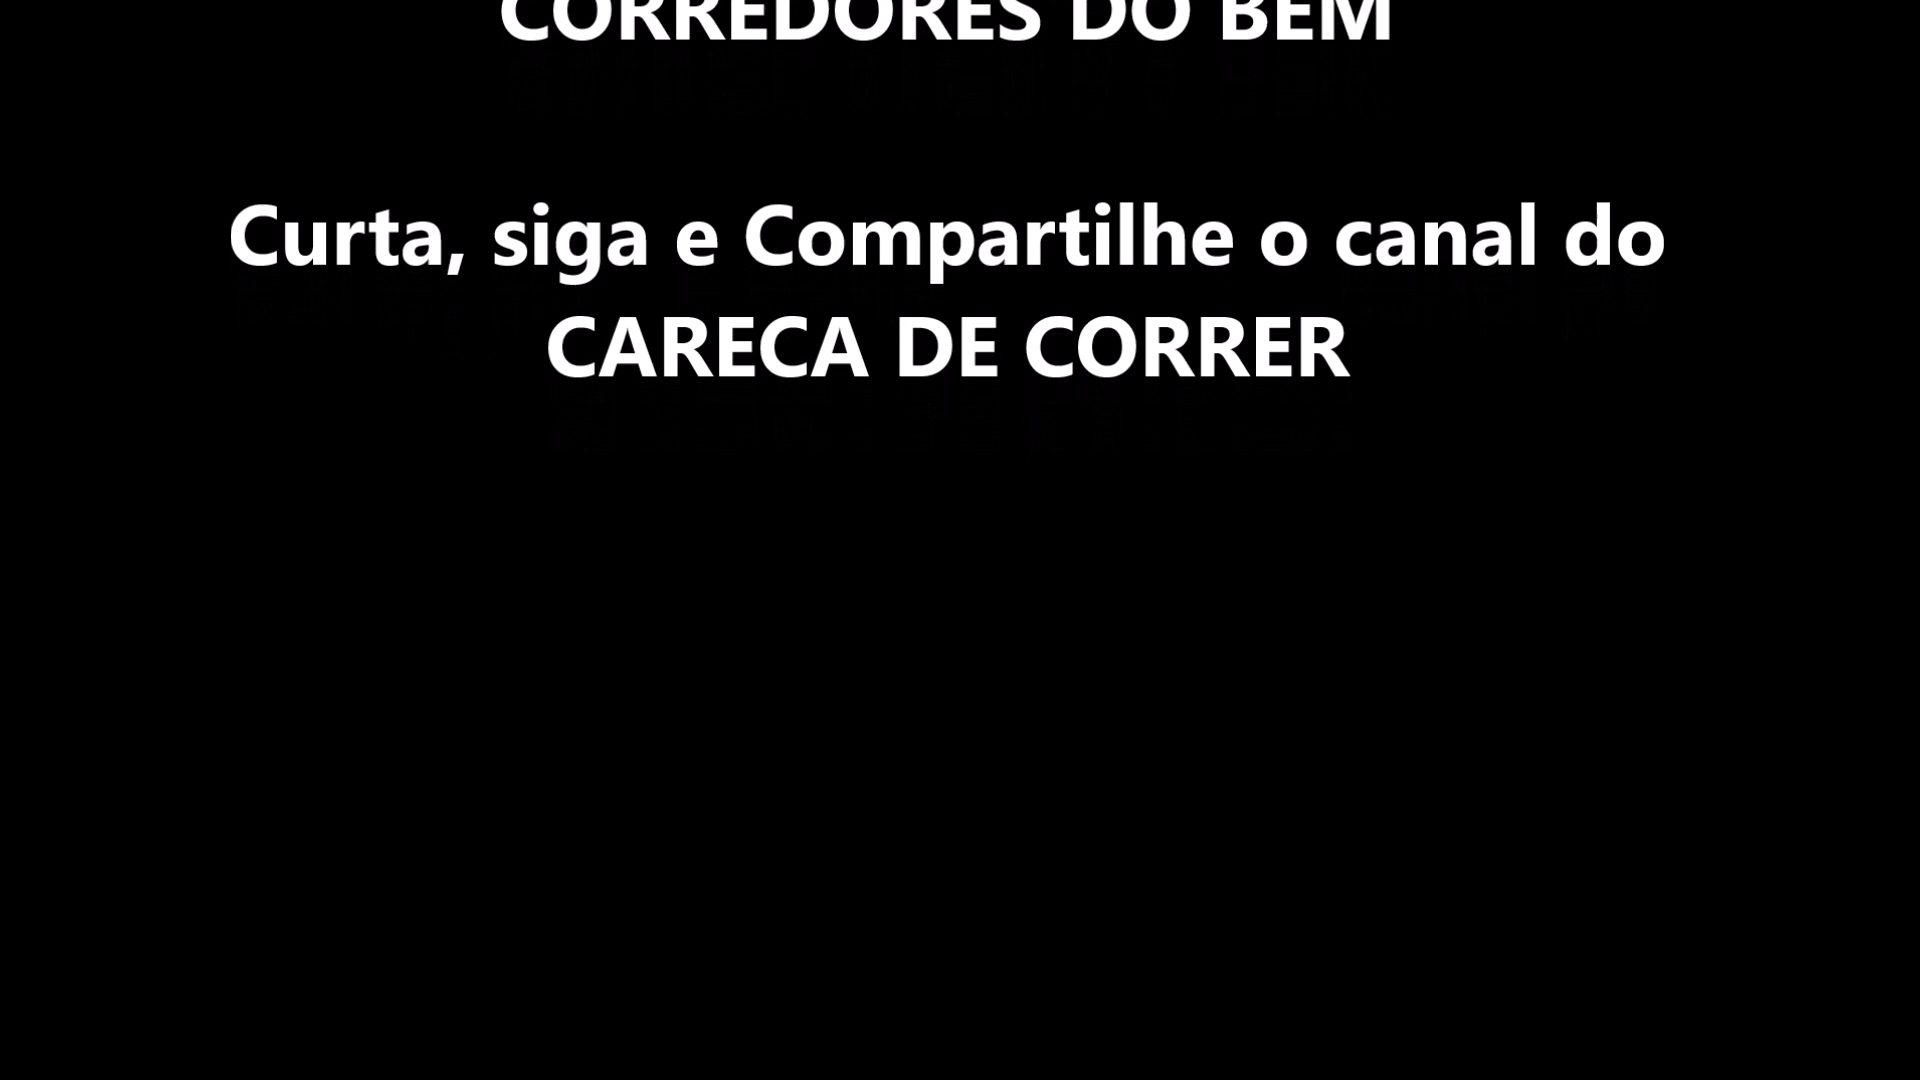 CORREDORES DO BEM
Curta, siga e Compartilhe o canal do
CARECA DE CORRER